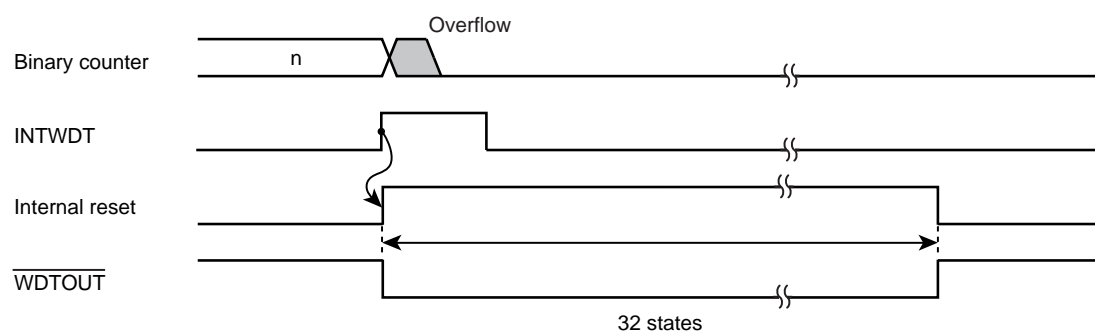 Overflow
Binary counter
n
INTWDT
Internal reset
WDTOUT
32 states